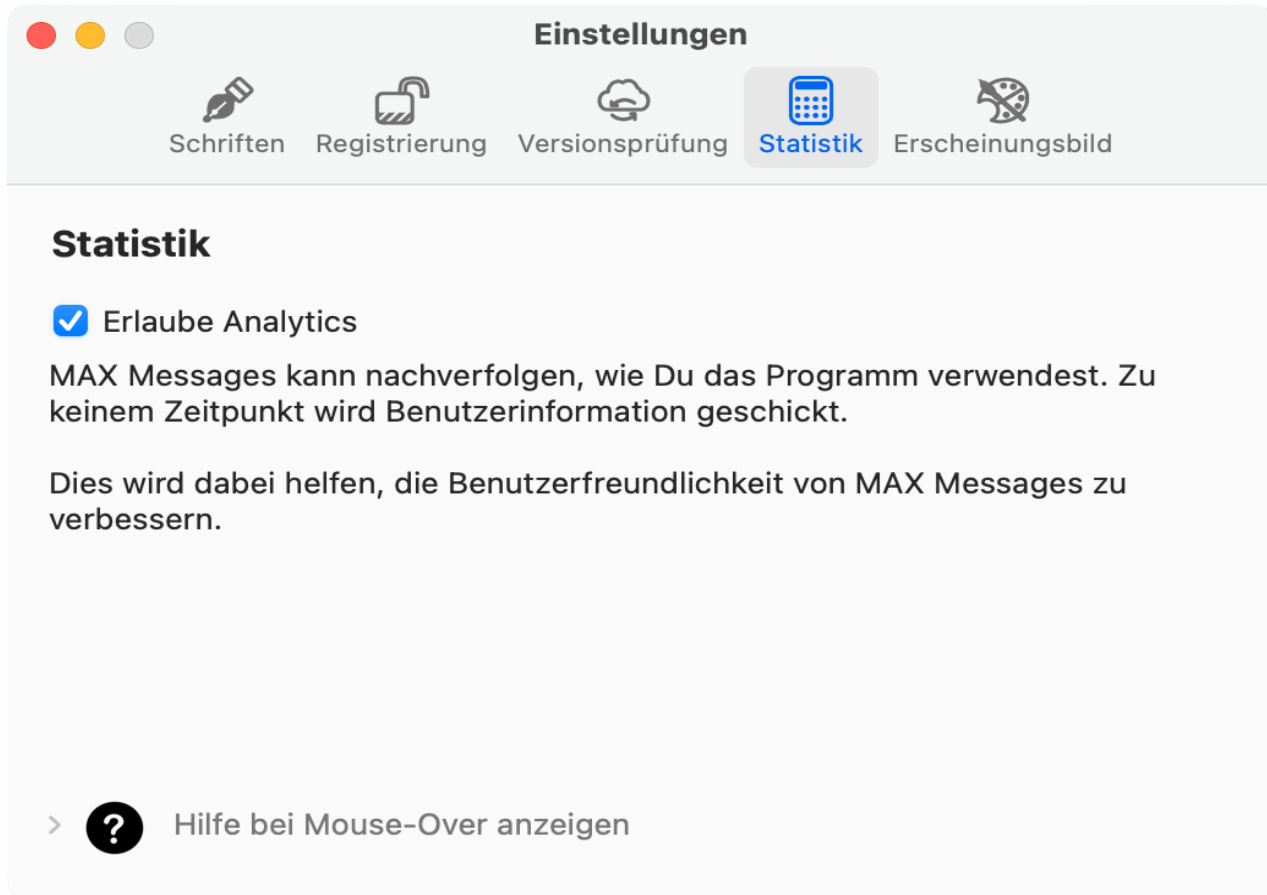 Einstellungen
Schriften
Registrierung
Versionsprüfung
Statistik
Erscheinungsbild
Statistik
Erlaube Analytics
MAX Messages kann nachverfolgen, wie Du das Programm verwendest. Zu
keinem Zeitpunkt wird Benutzerinformation geschickt.
Dies wird dabei helfen, die Benutzerfreundlichkeit von MAX Messages zu
verbessern.
?
Hilfe bei Mouse-Over anzeigen